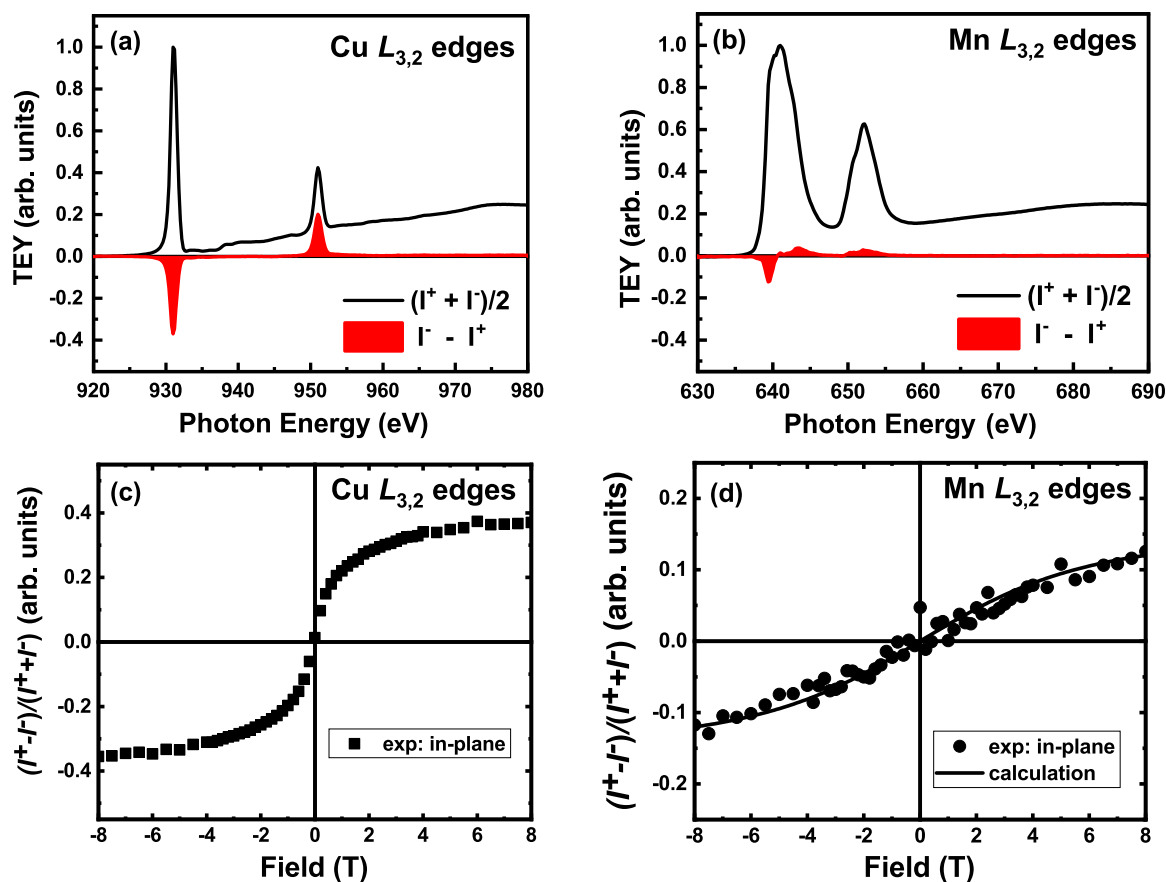 (a) Cu L3,2 edges
TEY (arb. units)
1.0
0.8
0.6
0.4
0.2
0.0
-0.2
-0.4
(I⁺ + I⁻)/2
I⁻ - I⁺
920 930 940 950 960 970 980
Photon Energy (eV)
(b) Mn L3,2 edges
TEY (arb. units)
1.0
0.8
0.6
0.4
0.2
0.0
-0.2
-0.4
(I⁺ + I⁻)/2
I⁻ - I⁺
630 640 650 660 670 680 690
Photon Energy (eV)
(c) Cu L3,2 edges
(I⁺-I⁻)/(I⁺+I⁻) (arb. units)
0.4
0.2
0.0
-0.2
-0.4
exp: in-plane
-8 -6 -4 -2 0 2 4 6 8
Field (T)
(d) Mn L3,2 edges
(I⁺-I⁻)/(I⁺+I⁻) (arb. units)
0.2
0.1
0.0
-0.1
-0.2
exp: in-plane
calculation
-8 -6 -4 -2 0 2 4 6 8
Field (T)